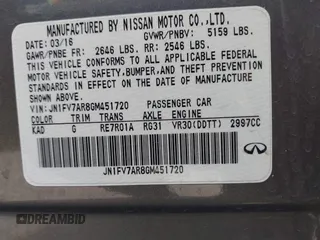 MANUFACTURED BY NISSAN MOTOR CO.,LTD.
DATE: 03/16 GVWR/PNBV: 5159 LBS.
GAWR/PNBE FR: 2646 LBS. RR: 2546 LBS.
THIS VEHICLE CONFORMS TO ALL APPLICABLE FEDERAL
MOTOR VEHICLE SAFETY, BUMPER, AND THEFT PREVENTION
STANDARDS IN EFFECT ON THE DATE OF MANUFACTURE
SHOWN ABOVE.
V.I.N.: JN1FV7AR8GM451720 PASSENGER CAR
COLOR TRIM TRANS AXLE ENGINE
KAD G RE7R01A RG31 VR30(DDTT) 2997CC
JN1FV7AR8GM451720
INFINITI
DREAMBID